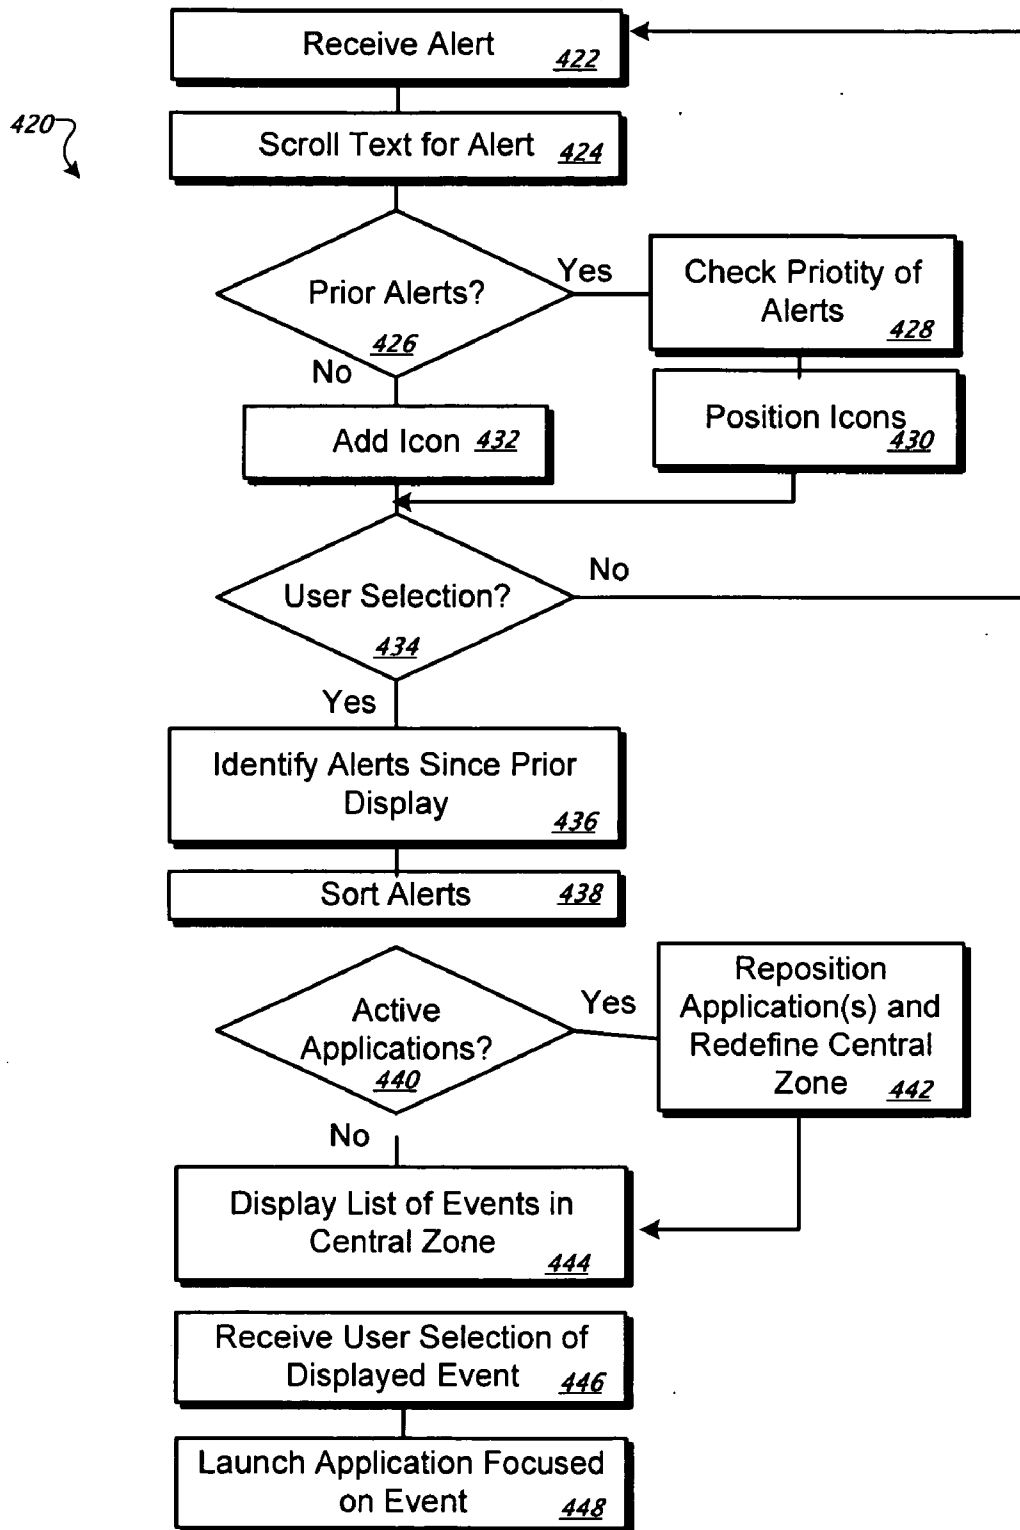 Receive Alert
422
420
Scroll Text for Alert
424
Prior Alerts?
426
Yes
Check Priotity of
Alerts
428
No
Add Icon 432
Position Icons
430
User Selection?
434
No
Yes
Identify Alerts Since Prior
Display
436
Sort Alerts
438
Active
Applications?
440
Yes
Reposition
Application(s) and
Redefine Central
Zone 442
No
Display List of Events in
Central Zone
444
Receive User Selection of
Displayed Event
446
Launch Application Focused
on Event
448